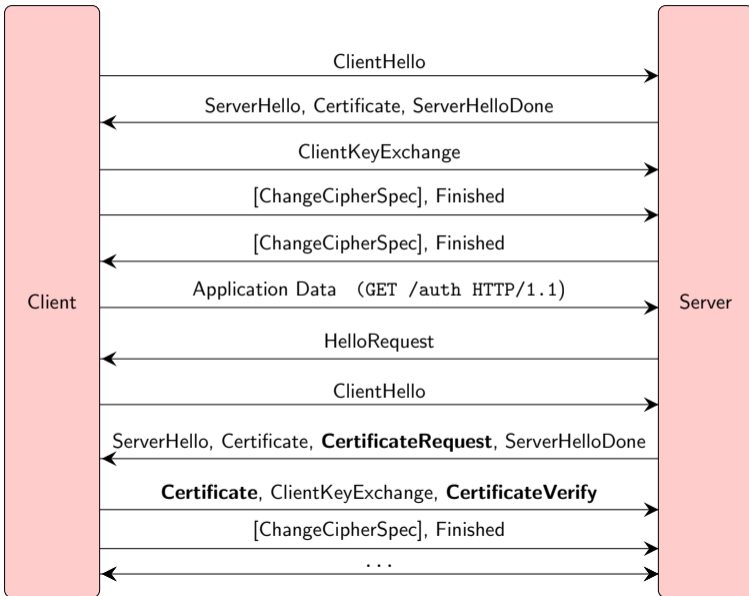 ClientHello
ServerHello, Certificate, ServerHelloDone
ClientKeyExchange
[ChangeCipherSpec], Finished
[ChangeCipherSpec], Finished
Application Data (GET /auth HTTP/1.1)
Client
Server
HelloRequest
ClientHello
ServerHello, Certificate, CertificateRequest, ServerHelloDone
Certificate, ClientKeyExchange, CertificateVerify
[ChangeCipherSpec], Finished
...